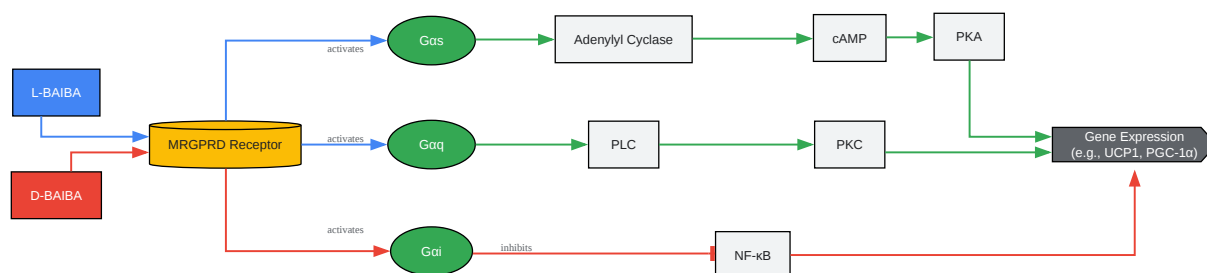 Gαs
Adenylyl Cyclase
cAMP
PKA
activates
L-BAIBA
MRGPRD Receptor
activates
Gαq
PLC
PKC
Gene Expression
(e.g., UCP1, PGC-1α)
D-BAIBA
activates
Gαi
inhibits
NF-κB